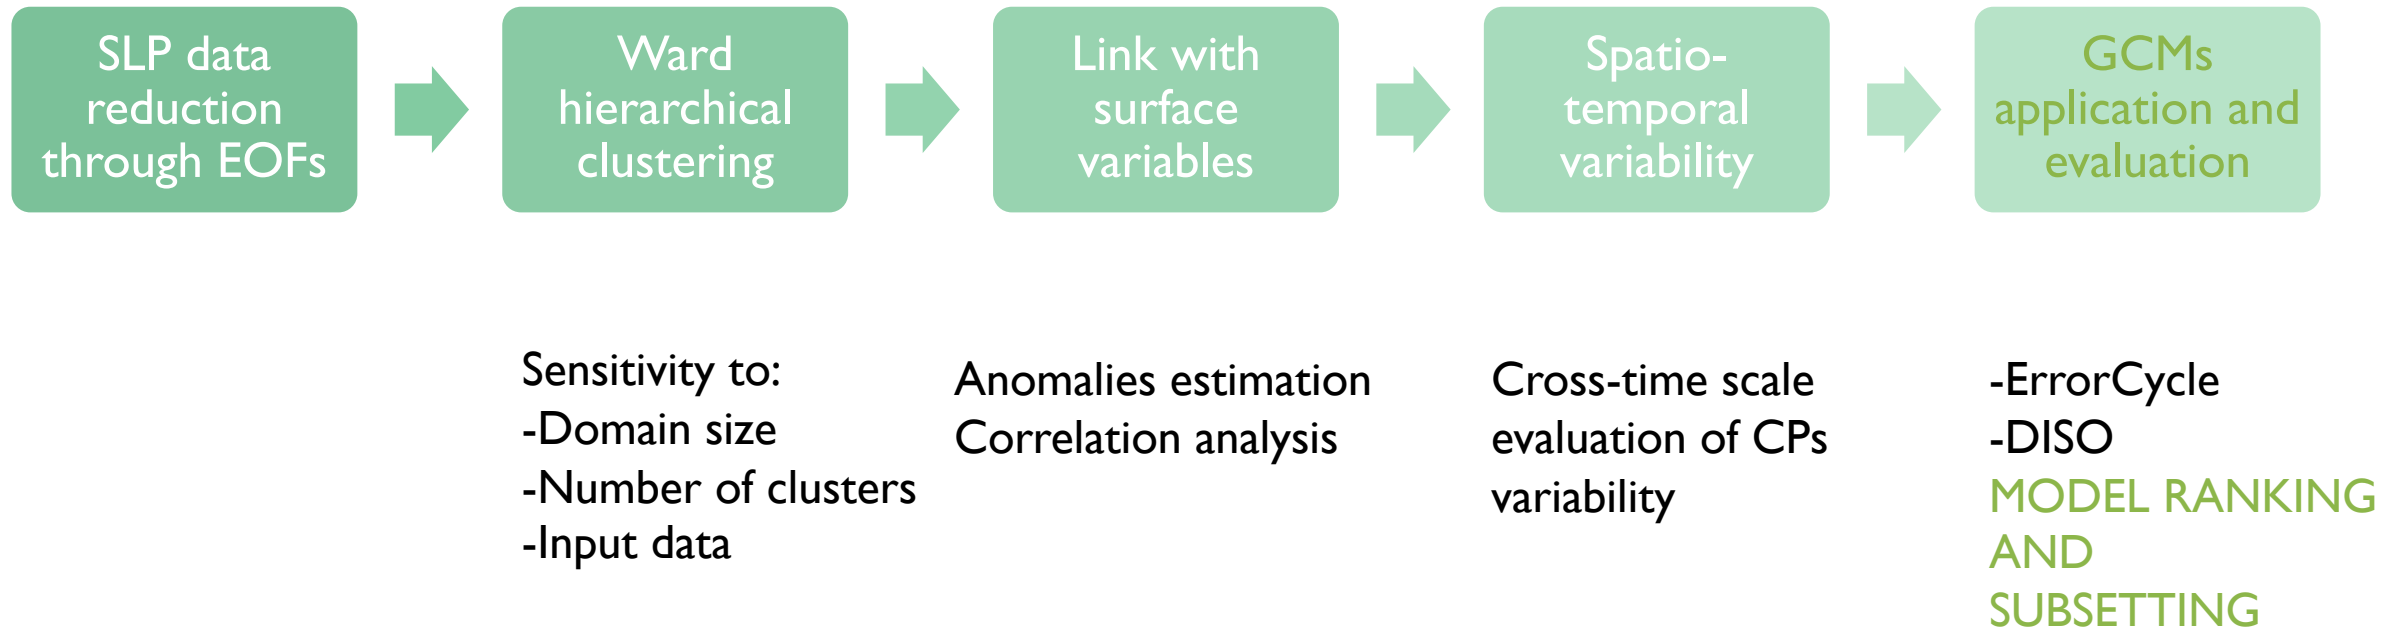 SLP data
reduction
through EOFs
Ward
hierarchical
clustering
Link with
surface
variables
Spatio-
temporal
variability
GCMs
application and
evaluation
Sensitivity to:
-Domain size
-Number of clusters
-Input data
Anomalies estimation
Correlation analysis
Cross-time scale
evaluation of CPs
variability
-ErrorCycle
-DISO
MODEL RANKING
AND
SUBSETTING